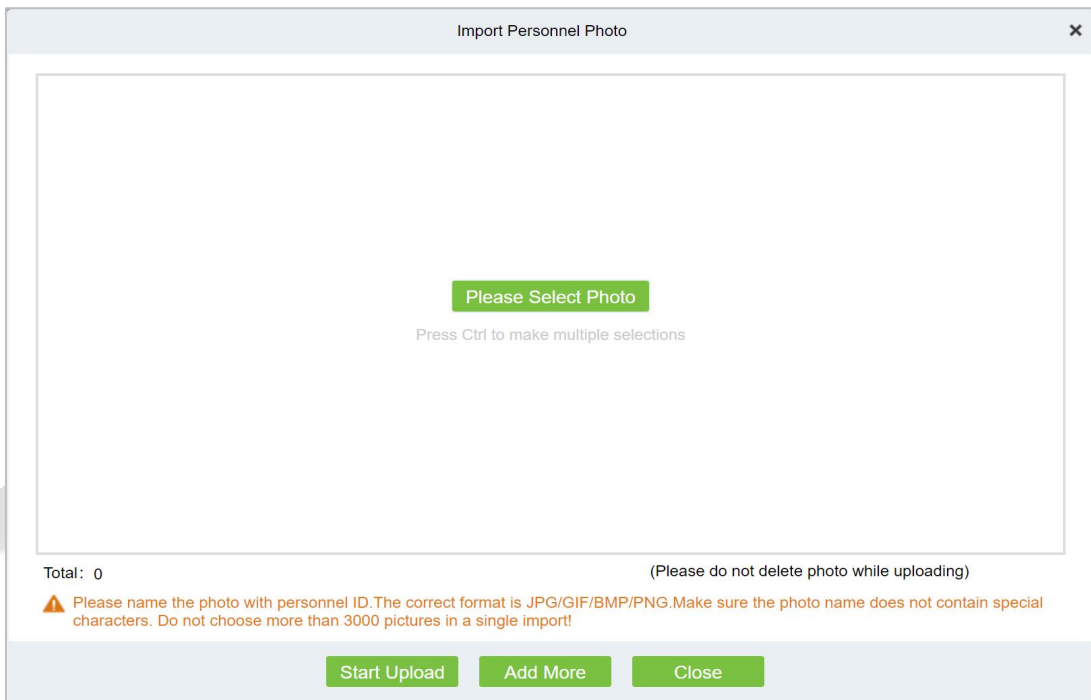 Import Personnel Photo
Please Select Photo
Press Ctrl to make multiple selections
Total: 0
(Please do not delete photo while uploading)
Please name the photo with personnel ID.The correct format is JPG/GIF/BMP/PNG.Make sure the photo name does not contain special
characters. Do not choose more than 3000 pictures in a single import!
Start Upload
Add More
Close